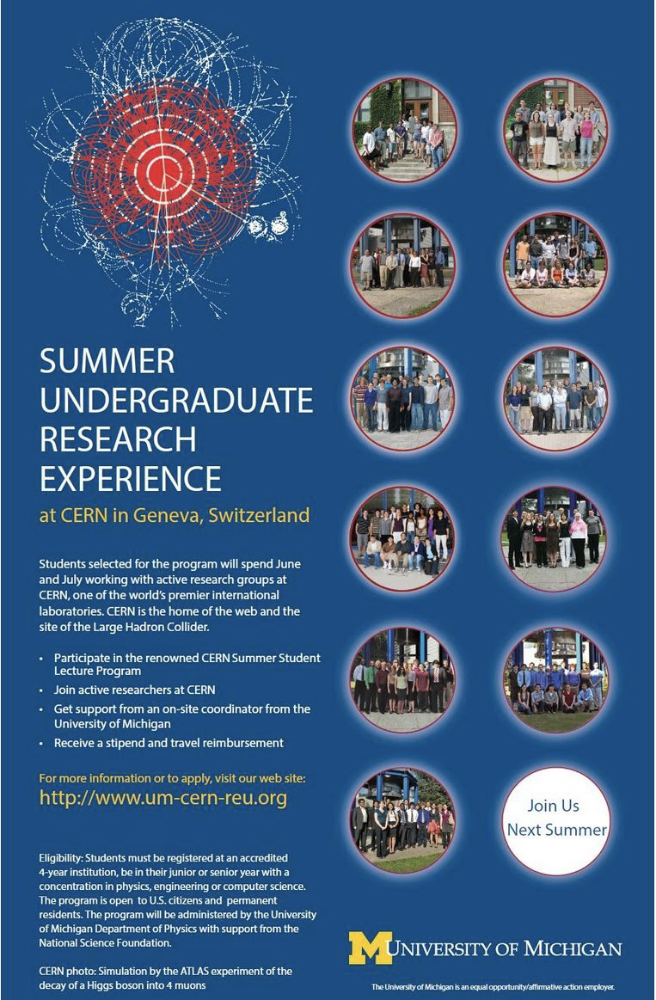 SUMMER
UNDERGRADUATE
RESEARCH
EXPERIENCE
at CERN in Geneva, Switzerland
Students selected for the program will spend June
and July working with active research groups at
CERN, one of the world's premier international
laboratories. CERN is the home of the web and the
site of the Large Hadron Collider.
• Participate in the renowned CERN Summer Student
Lecture Program
• Join active researchers at CERN
• Get support from an on-site coordinator from the
University of Michigan
• Receive a stipend and travel reimbursement
For more information or to apply, visit our web site:
http://www.um-cern-reu.org
Eligibility: Students must be registered at an accredited
4-year institution, be in their junior or senior year with a
concentration in physics, engineering or computer science.
The program is open to U.S. citizens and permanent
residents. The program will be administered by the University
of Michigan Department of Physics with support from the
National Science Foundation.
CERN photo: Simulation by the ATLAS experiment of the
decay of a Higgs boson into 4 muons
Join Us
Next Summer
M UNIVERSITY OF MICHIGAN
The University of Michigan is an equal opportunity/affirmative action employer.